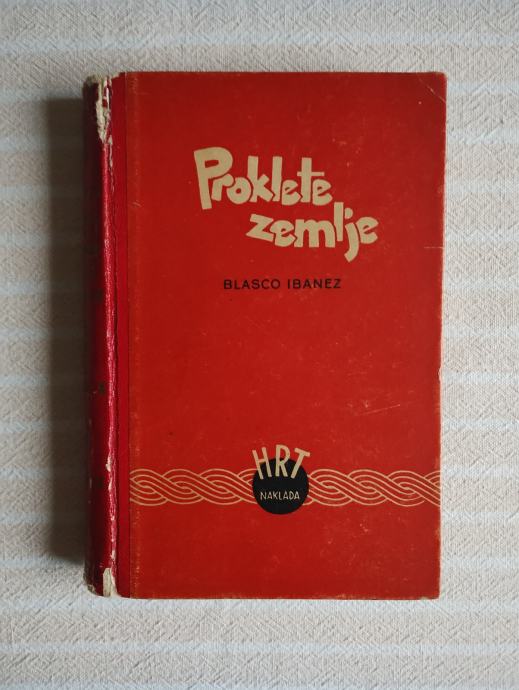 Proklete
zemlje
BLASCO IBANEZ
HRT
NAKLADA